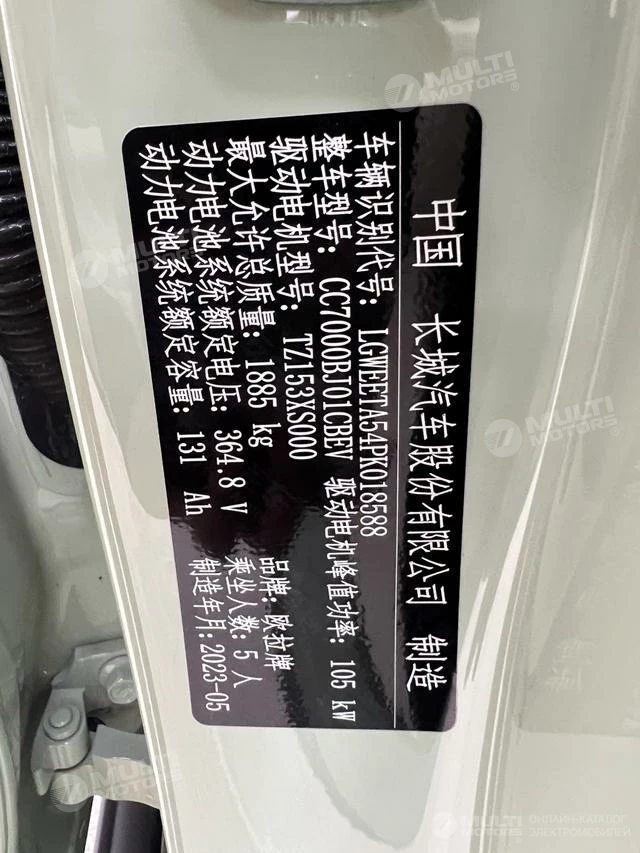 中国 长城汽车股份有限公司 制造
车辆识别代号: LGWEETA54PK018588
整车型号: CC7000BJ01CBEV 驱动电机峰值功率: 105 kW
驱动电机型号: TZ153XS000
最大允许总质量: 1885 kg 品牌: 欧拉牌
动力电池系统额定电压: 364.8 V 乘坐人数: 5 人
动力电池系统额定容量: 131 Ah 制造年月: 2023-05
MULTI MOTORS®
MULTI MOTORS
MULTI MOTORS
MULTI MOTORS
MULTI MOTORS
ОНЛАЙН-КАТАЛОГ
ЭЛЕКТРОМОБИЛЕЙ